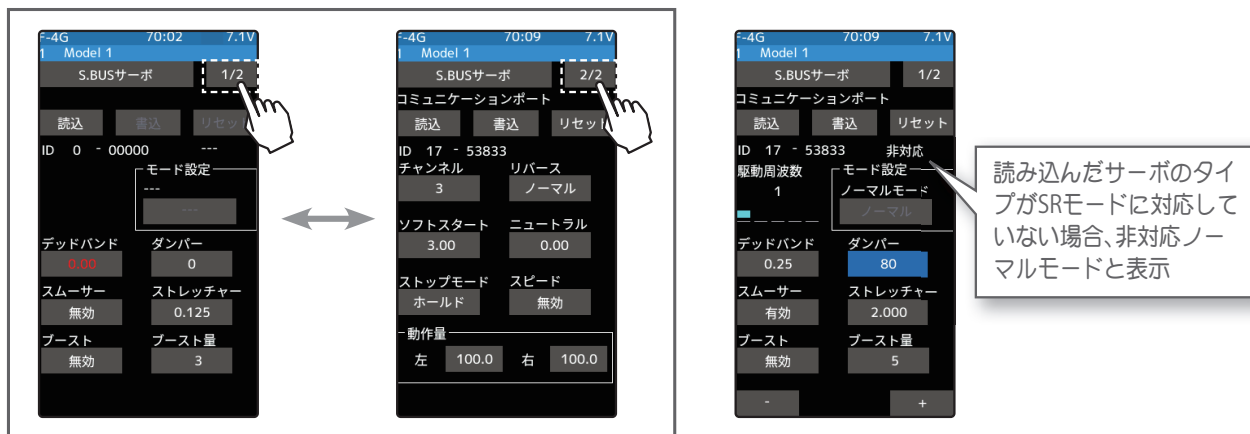 -4G 70:02 7.1V
1 Model 1
S.BUSサーボ 1/2
読込 書込 リセット
ID 0 - 00000 ---
モード設定
---
---
デッドバンド ダンパー
0.00 0
スムーサー ストレッチャー
無効 0.125
ブースト ブースト量
無効 3
-4G 70:09 7.1V
1 Model 1
S.BUSサーボ 2/2
コミュニケーションポート
読込 書込 リセット
ID 17 - 53833
チャンネル リバース
3 ノーマル
ソフトスタート ニュートラル
3.00 0.00
ストップモード スピード
ホールド 無効
動作量
左 100.0 右 100.0
-4G 70:09 7.1V
1 Model 1
S.BUSサーボ 1/2
コミュニケーションポート
読込 書込 リセット
ID 17 - 53833 非対応
駆動周波数 モード設定
1 ノーマルモード
ノーマル
デッドバンド ダンパー
0.25 80
スムーサー ストレッチャー
有効 2.000
ブースト ブースト量
無効 5
- +
読み込んだサーボのタイ
プがSRモードに対応して
いない場合、非対応ノー
マルモードと表示